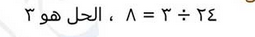 ٢٤ ÷ ٣ = ٨ ، الحل هو ٣